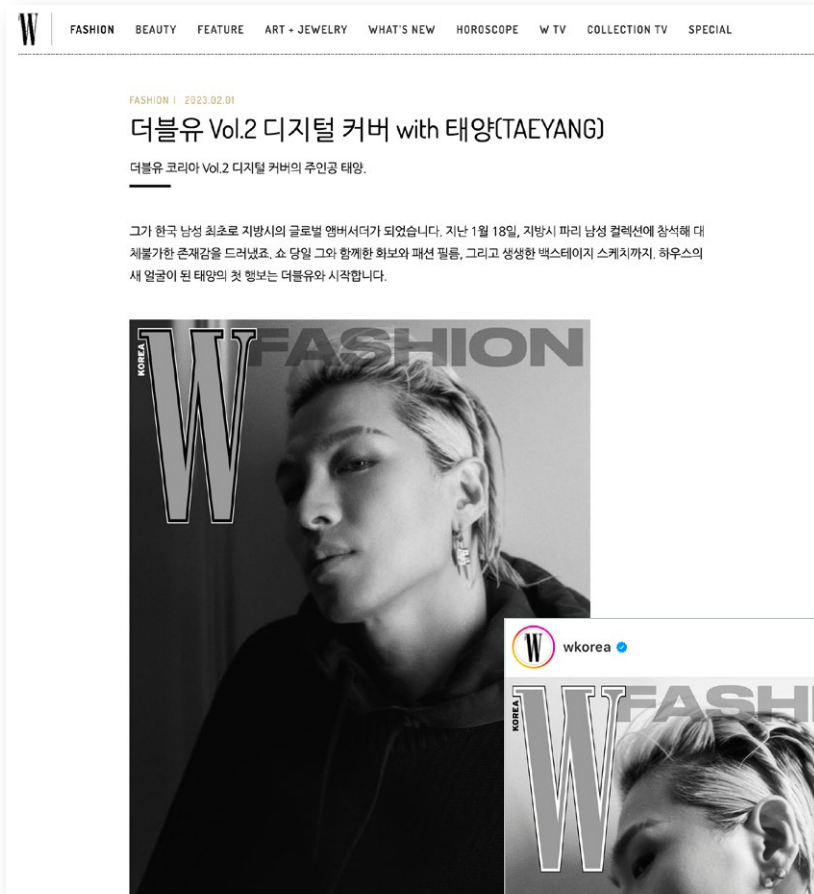 W
FASHION BEAUTY FEATURE ART + JEWELRY WHAT'S NEW HOROSCOPE W TV COLLECTION TV SPECIAL
FASHION | 2023.02.01
더블유 Vol.2 디지털 커버 with 태양(TAEYANG)
더블유 코리아 Vol.2 디지털 커버의 주인공 태양.
그가 한국 남성 최초로 지방시의 글로벌 앰버서더가 되었습니다. 지난 1월 18일, 지방시 파리 남성 컬렉션에 참석해 대
체불가한 존재감을 드러냈죠. 쇼 당일 그와 함께한 화보와 패션 필름, 그리고 생생한 백스테이지 스케치까지. 하우스의
새 얼굴이 된 태양의 첫 행보는 더블유와 시작합니다.
W FASHION
KOREA
W wkorea
W FASHI
KOREA